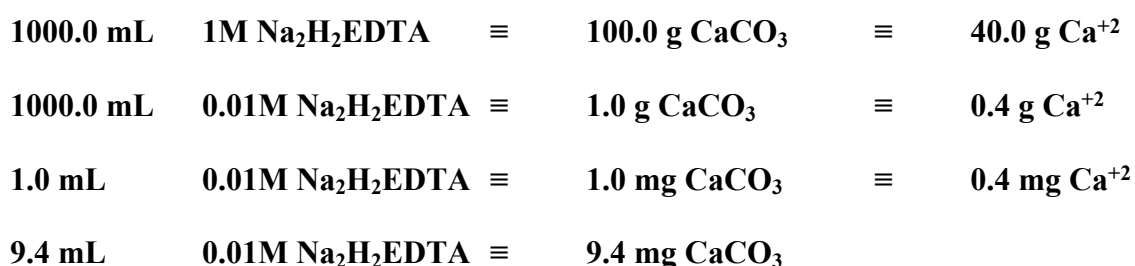 1000.0 mL 1M Na₂H₂EDTA ≡ 100.0 g CaCO₃ ≡ 40.0 g Ca⁺²
1000.0 mL 0.01M Na₂H₂EDTA ≡ 1.0 g CaCO₃ ≡ 0.4 g Ca⁺²
1.0 mL 0.01M Na₂H₂EDTA ≡ 1.0 mg CaCO₃ ≡ 0.4 mg Ca⁺²
9.4 mL 0.01M Na₂H₂EDTA ≡ 9.4 mg CaCO₃